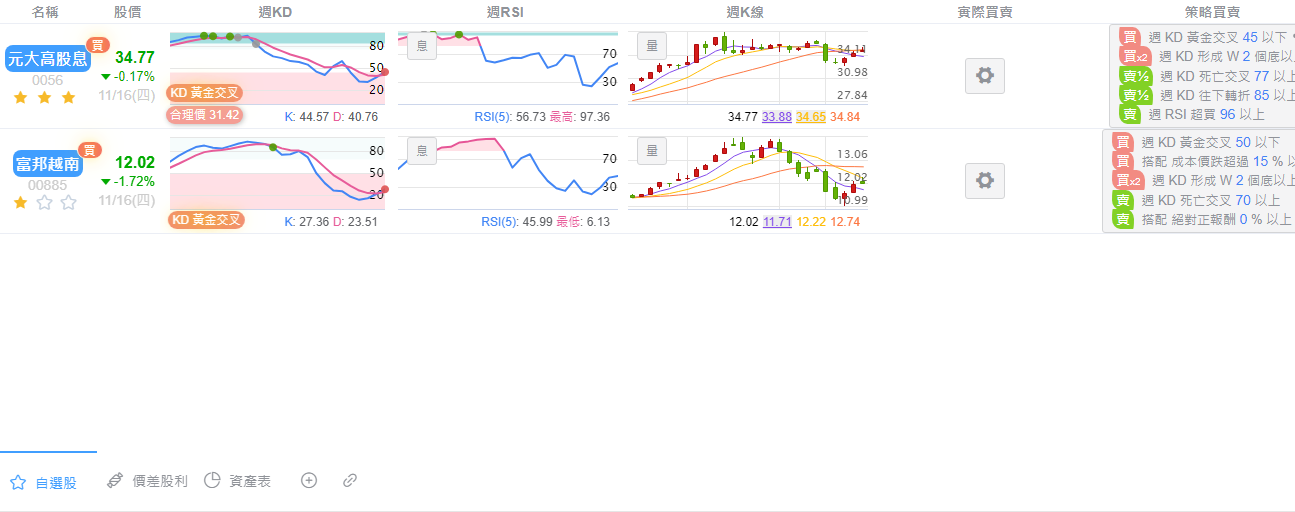 名稱 股價 週KD 週RSI 週K線 實際買賣 策略買賣
元大高股息 買
0056
34.77
-0.17%
11/16(四)
80
50
20
KD 黃金交叉
合理價 31.42
K: 44.57 D: 40.76
息
70
30
RSI(5): 56.73 最高: 97.36
量
34.11
30.98
27.84
34.77 33.88 34.65 34.84
買 週 KD 黃金交叉 45 以下
買x2 週 KD 形成 W 2 個底以
賣½ 週 KD 死亡交叉 77 以上
賣½ 週 KD 往下轉折 85 以上
賣 週 RSI 超買 96 以上
富邦越南 買
00885
12.02
-1.72%
11/16(四)
80
50
20
KD 黃金交叉
K: 27.36 D: 23.51
息
70
30
RSI(5): 45.99 最低: 6.13
量
13.06
12.02
10.99
12.02 11.71 12.22 12.74
買 週 KD 黃金交叉 50 以下
買 搭配 成本價跌超過 15 % 以
買x2 週 KD 形成 W 2 個底以
賣 週 KD 死亡交叉 70 以上
賣 搭配 絕對正報酬 0 % 以上
自選股 價差股利 資產表